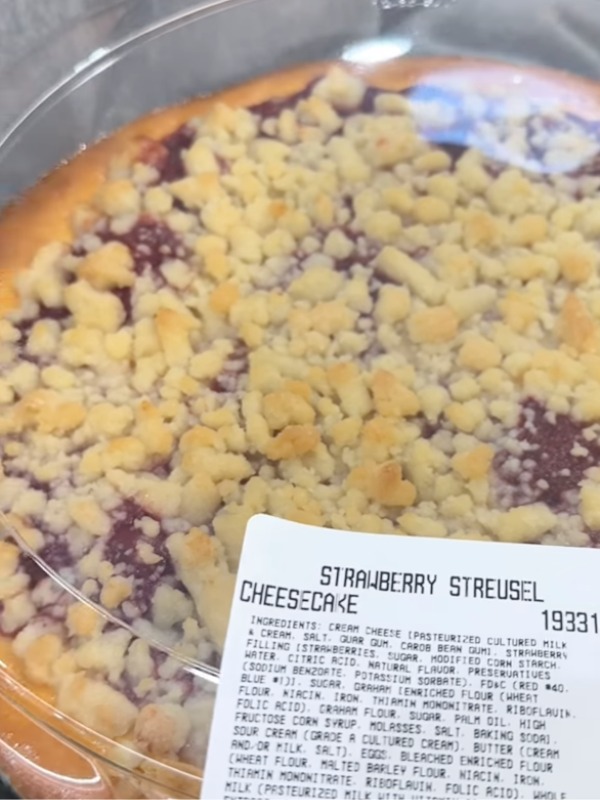 STRAWBERRY STREUSEL
CHEESECAKE 19331
INGREDIENTS: CREAM CHEESE (PASTEURIZED CULTURED MILK
& CREAM, SALT, GUAR GUM, CAROB BEAN GUM), STRAWBERRY
FILLING (STRAWBERRIES, SUGAR, MODIFIED CORN STARCH,
WATER, CITRIC ACID, NATURAL FLAVOR, PRESERVATIVES
(SODIUM BENZOATE, POTASSIUM SORBATE), FD&C (RED #40,
BLUE #1)), SUGAR, GRAHAM (ENRICHED FLOUR (WHEAT
FLOUR, NIACIN, IRON, THIAMIN MONONITRATE, RIBOFLAVIN,
FOLIC ACID), GRAHAM FLOUR, SUGAR, PALM OIL, HIGH
FRUCTOSE CORN SYRUP, MOLASSES, SALT, BAKING SODA),
SOUR CREAM (GRADE A CULTURED CREAM), BUTTER (CREAM
AND/OR MILK, SALT), EGGS, BLEACHED ENRICHED FLOUR
(WHEAT FLOUR, MALTED BARLEY FLOUR, NIACIN, IRON,
THIAMIN MONONITRATE, RIBOFLAVIN, FOLIC ACID), WHOLE
MILK (PASTEURIZED MILK WITH